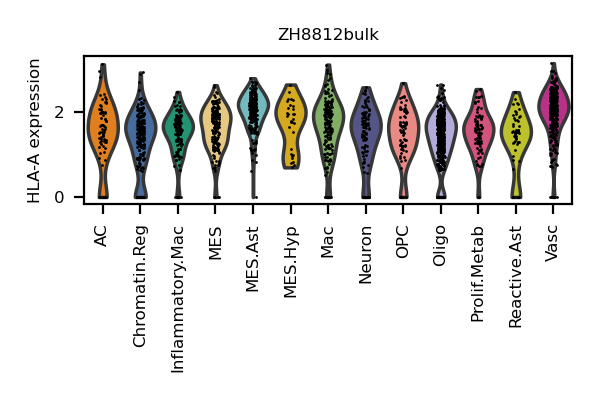 ZH8812bulk
HLA-A expression
2
0
AC
Chromatin.Reg
Inflammatory.Mac
MES
MES.Ast
MES.Hyp
Mac
Neuron
OPC
Oligo
Prolif.Metab
Reactive.Ast
Vasc